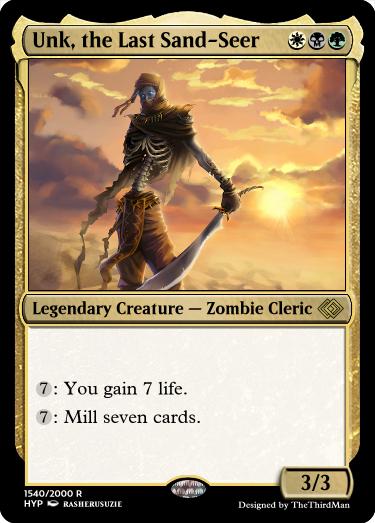 Unk, the Last Sand-Seer
Legendary Creature — Zombie Cleric
7: You gain 7 life.
7: Mill seven cards.
3/3
1540/2000 R
HYP RASHERUSUZIE
Designed by TheThirdMan